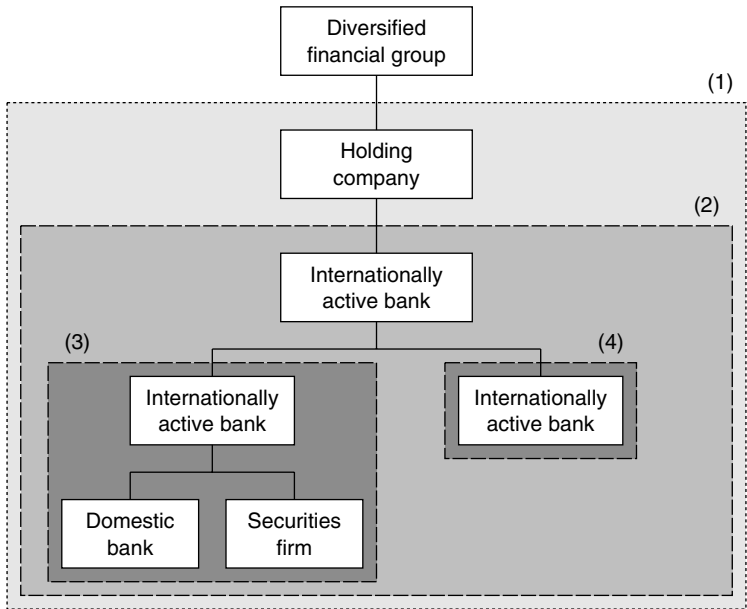 Diversified
financial group
(1)
Holding
company
(2)
Internationally
active bank
(3)
(4)
Internationally
active bank
Internationally
active bank
Domestic
bank
Securities
firm